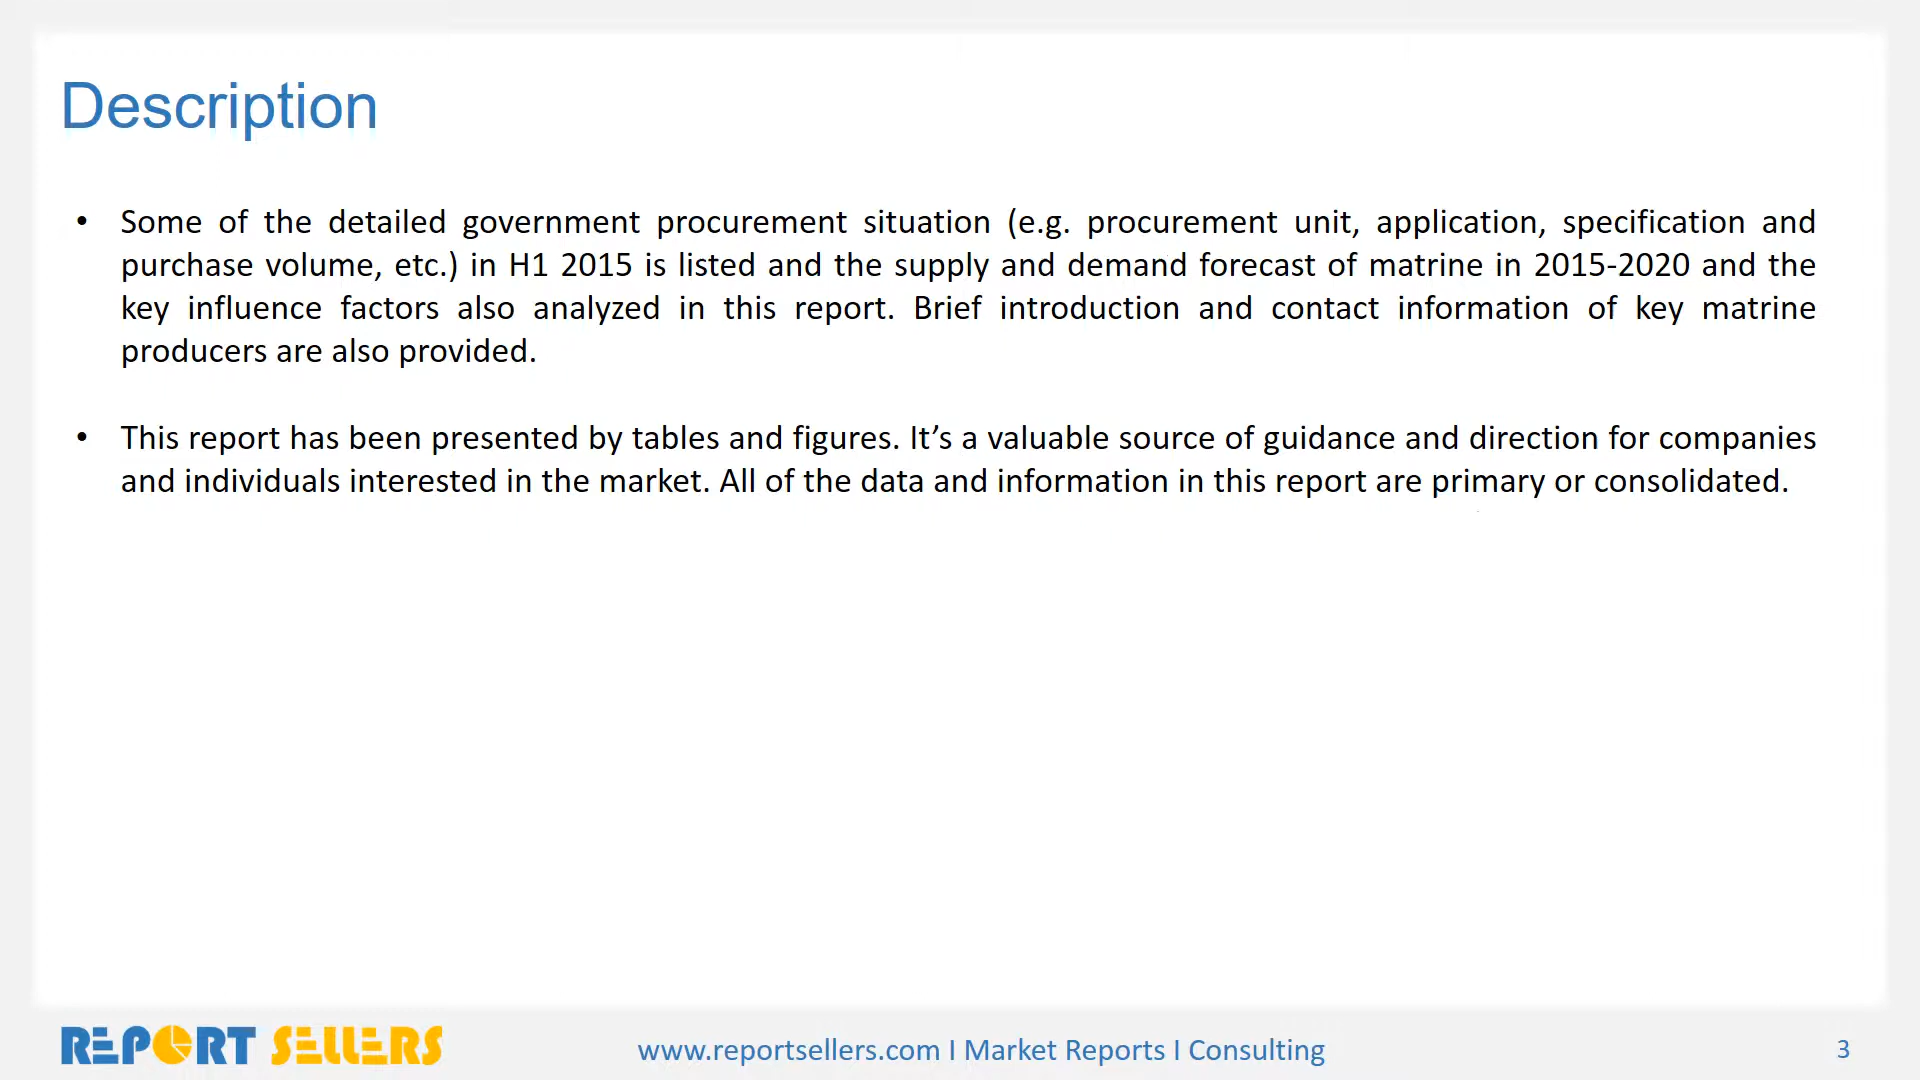 Description
• Some of the detailed government procurement situation (e.g. procurement unit, application, specification and
purchase volume, etc.) in H1 2015 is listed and the supply and demand forecast of matrine in 2015-2020 and the
key influence factors also analyzed in this report. Brief introduction and contact information of key matrine
producers are also provided.
• This report has been presented by tables and figures. It’s a valuable source of guidance and direction for companies
and individuals interested in the market. All of the data and information in this report are primary or consolidated.
REPORT SELLERS
www.reportsellers.com I Market Reports I Consulting
3